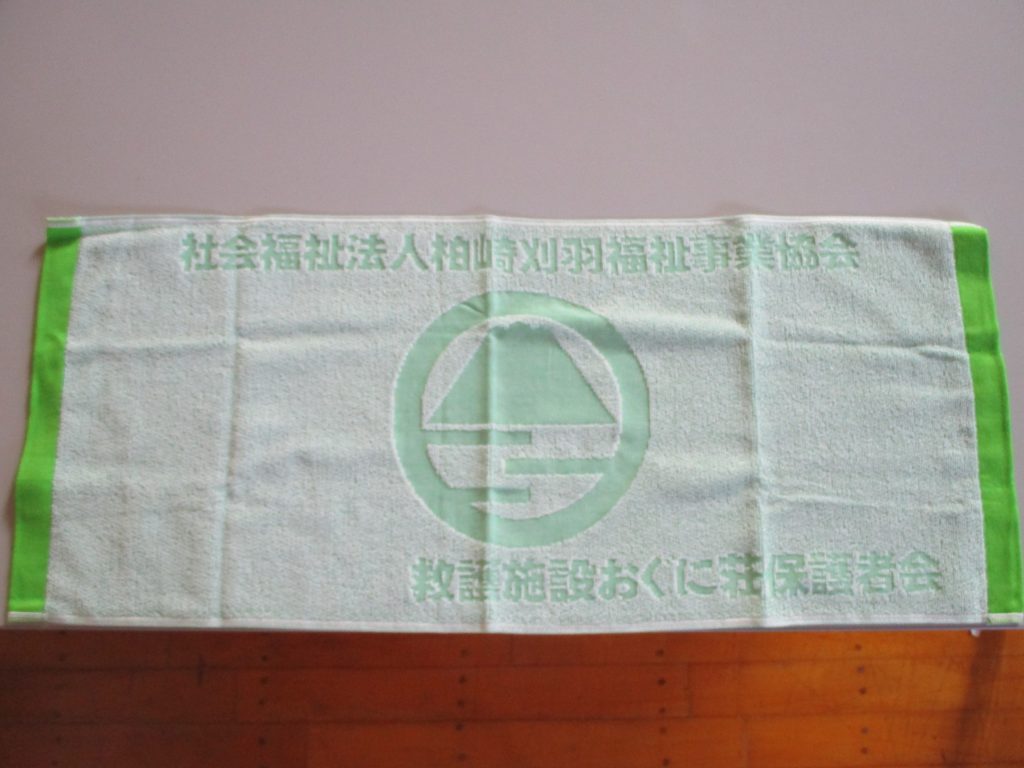 社会福祉法人柏崎刈羽福祉事業協会
救護施設おぐに荘保護者会